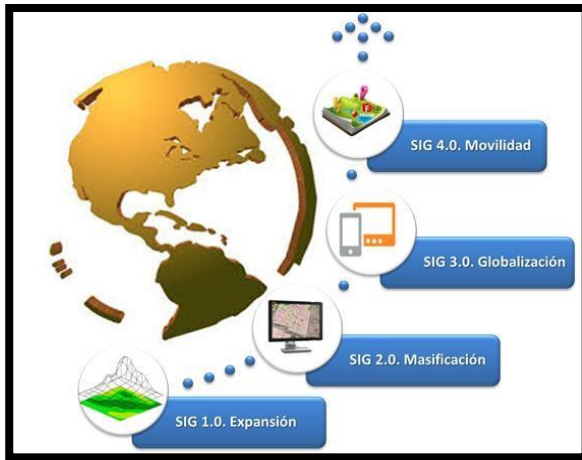 SIG 4.0. Movilidad
SIG 3.0. Globalización
SIG 2.0. Masificación
SIG 1.0. Expansión